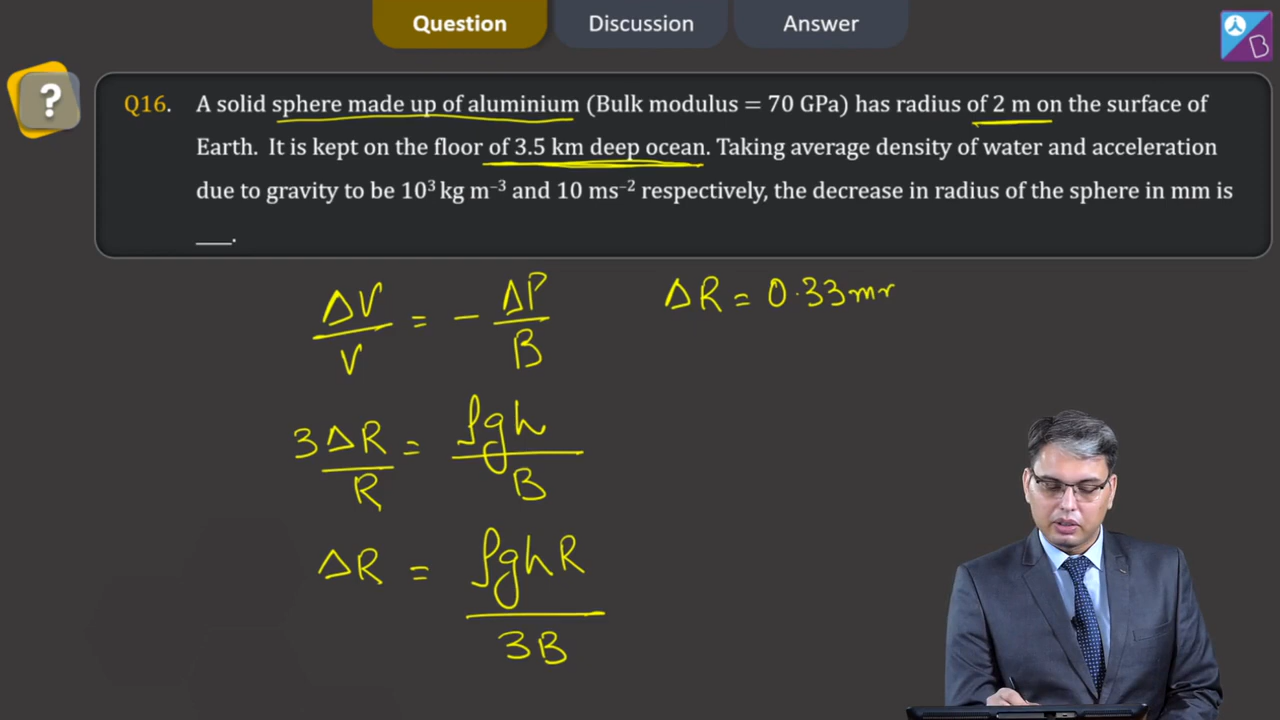 Question Discussion Answer
B
?
Q16. A solid sphere made up of aluminium (Bulk modulus = 70 GPa) has radius of 2 m on the surface of
Earth. It is kept on the floor of 3.5 km deep ocean. Taking average density of water and acceleration
due to gravity to be 10³ kg m⁻³ and 10 ms⁻² respectively, the decrease in radius of the sphere in mm is
___.
ΔV/V = − ΔP/B
ΔR = 0.33mm
3ΔR/R = ρgh/B
ΔR = ρghR/3B